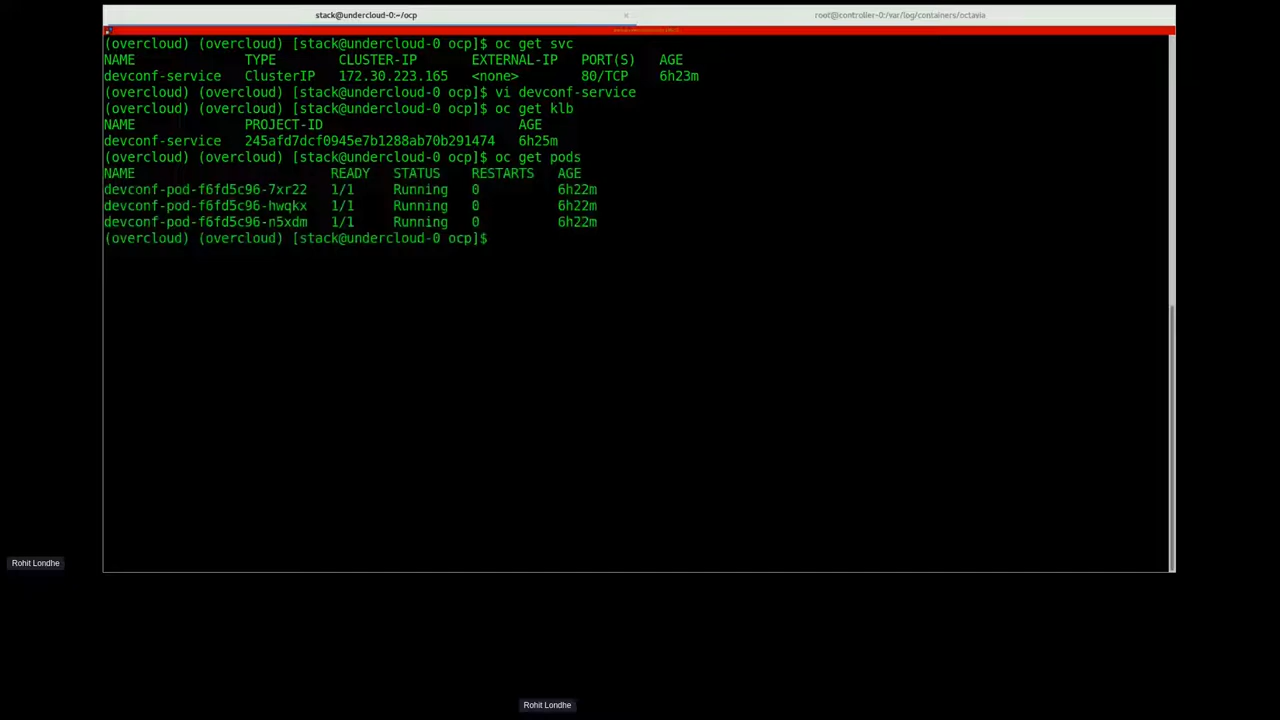 stack@undercloud-0:~/ocp × root@controller-0:/var/log/containers/octavia
(overcloud) (overcloud) [stack@undercloud-0 ocp]$ oc get svc
NAME TYPE CLUSTER-IP EXTERNAL-IP PORT(S) AGE
devconf-service ClusterIP 172.30.223.165 <none> 80/TCP 6h23m
(overcloud) (overcloud) [stack@undercloud-0 ocp]$ vi devconf-service
(overcloud) (overcloud) [stack@undercloud-0 ocp]$ oc get klb
NAME PROJECT-ID AGE
devconf-service 245afd7dcf0945e7b1288ab70b291474 6h25m
(overcloud) (overcloud) [stack@undercloud-0 ocp]$ oc get pods
NAME READY STATUS RESTARTS AGE
devconf-pod-f6fd5c96-7xr22 1/1 Running 0 6h22m
devconf-pod-f6fd5c96-hwqkx 1/1 Running 0 6h22m
devconf-pod-f6fd5c96-n5xdm 1/1 Running 0 6h22m
(overcloud) (overcloud) [stack@undercloud-0 ocp]$
Rohit Londhe
Rohit Londhe